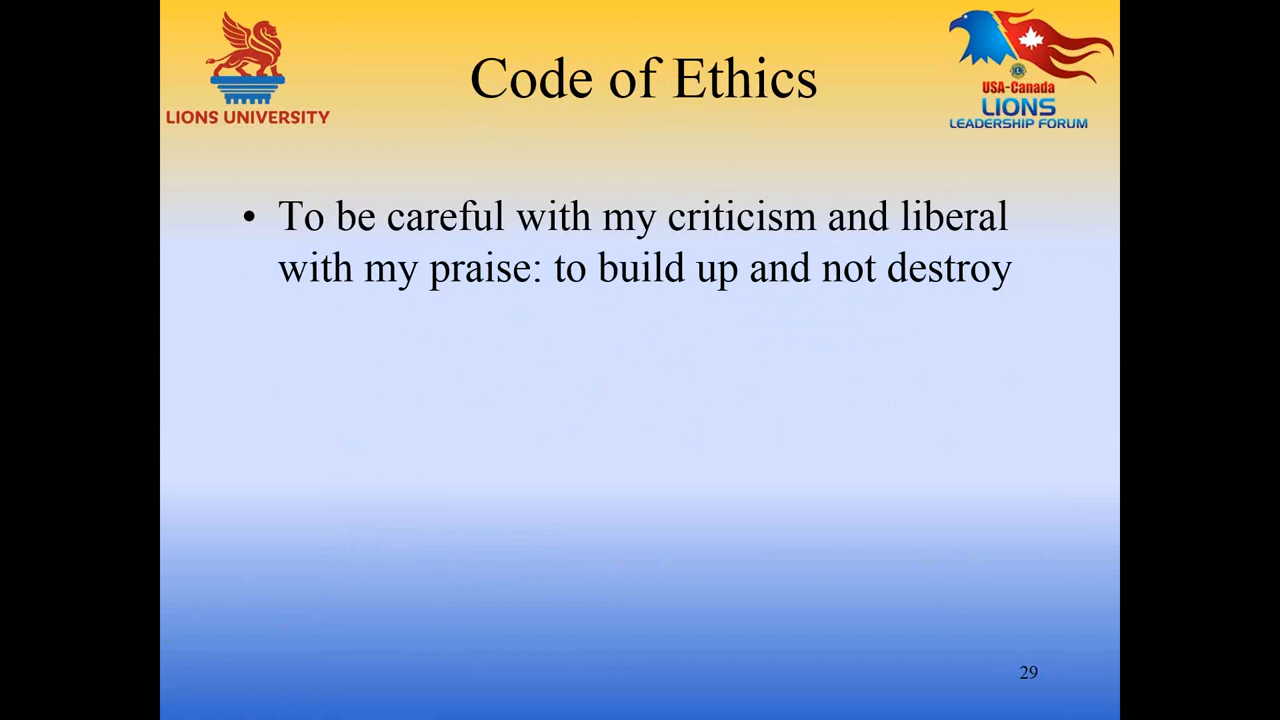 Code of Ethics
LIONS UNIVERSITY
USA-Canada
LIONS
LEADERSHIP FORUM
• To be careful with my criticism and liberal
with my praise: to build up and not destroy
29